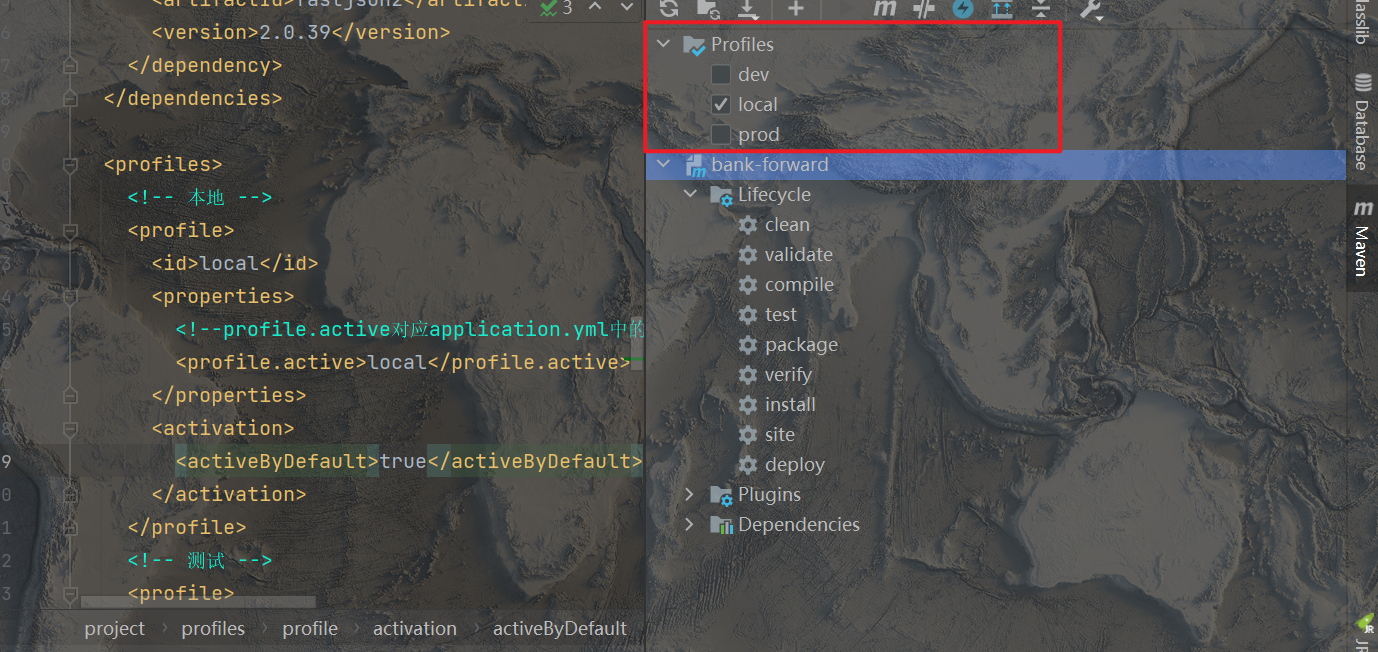 <version>2.0.39</version>
</dependency>
</dependencies>
<profiles>
<!-- 本地 -->
<profile>
<id>local</id>
<properties>
<!--profile.active对应application.yml中的
<profile.active>local</profile.active>
</properties>
<activation>
<activeByDefault>true</activeByDefault>
</activation>
</profile>
<!-- 测试 -->
<profile>
project
profiles
profile
activation
activeByDefault
3
Profiles
dev
local
prod
bank-forward
Lifecycle
clean
validate
compile
test
package
verify
install
site
deploy
Plugins
Dependencies
Database
Maven